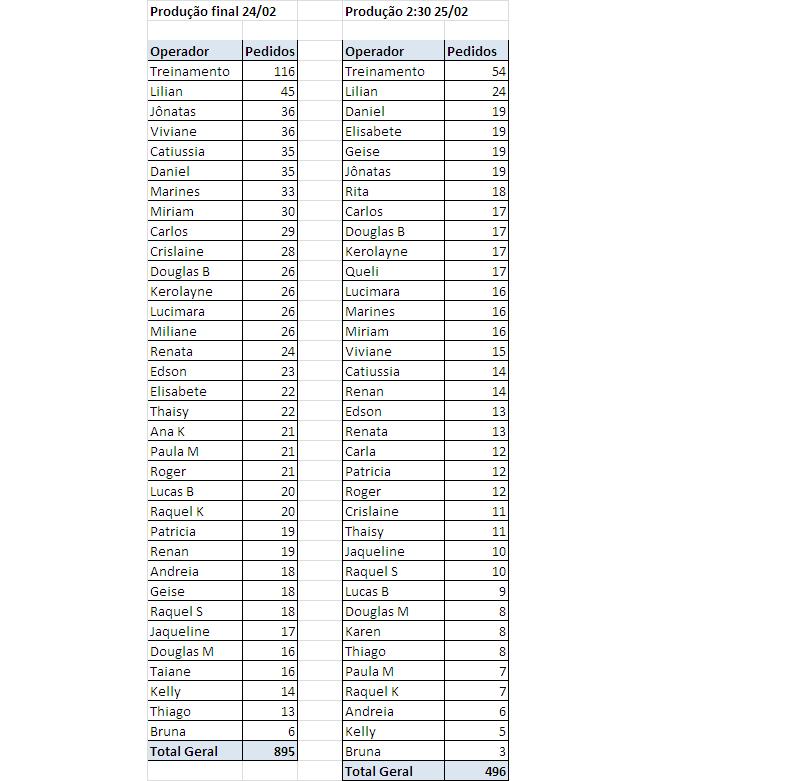 Produção final 24/02 Produção 2:30 25/02
Operador Pedidos Operador Pedidos
Treinamento 116 Treinamento 54
Lilian 45 Lilian 24
Jônatas 36 Daniel 19
Viviane 36 Elisabete 19
Catiussia 35 Geise 19
Daniel 35 Jônatas 19
Marines 33 Rita 18
Miriam 30 Carlos 17
Carlos 29 Douglas B 17
Crislaine 28 Kerolayne 17
Douglas B 26 Queli 17
Kerolayne 26 Lucimara 16
Lucimara 26 Marines 16
Miliane 26 Miriam 16
Renata 24 Viviane 15
Edson 23 Catiussia 14
Elisabete 22 Renan 14
Thaisy 22 Edson 13
Ana K 21 Renata 13
Paula M 21 Carla 12
Roger 21 Patricia 12
Lucas B 20 Roger 12
Raquel K 20 Crislaine 11
Patricia 19 Thaisy 11
Renan 19 Jaqueline 10
Andreia 18 Raquel S 10
Geise 18 Lucas B 9
Raquel S 18 Douglas M 8
Jaqueline 17 Karen 8
Douglas M 16 Thiago 8
Taiane 16 Paula M 7
Kelly 14 Raquel K 7
Thiago 13 Andreia 6
Bruna 6 Kelly 5
Total Geral 895 Bruna 3
Total Geral 496